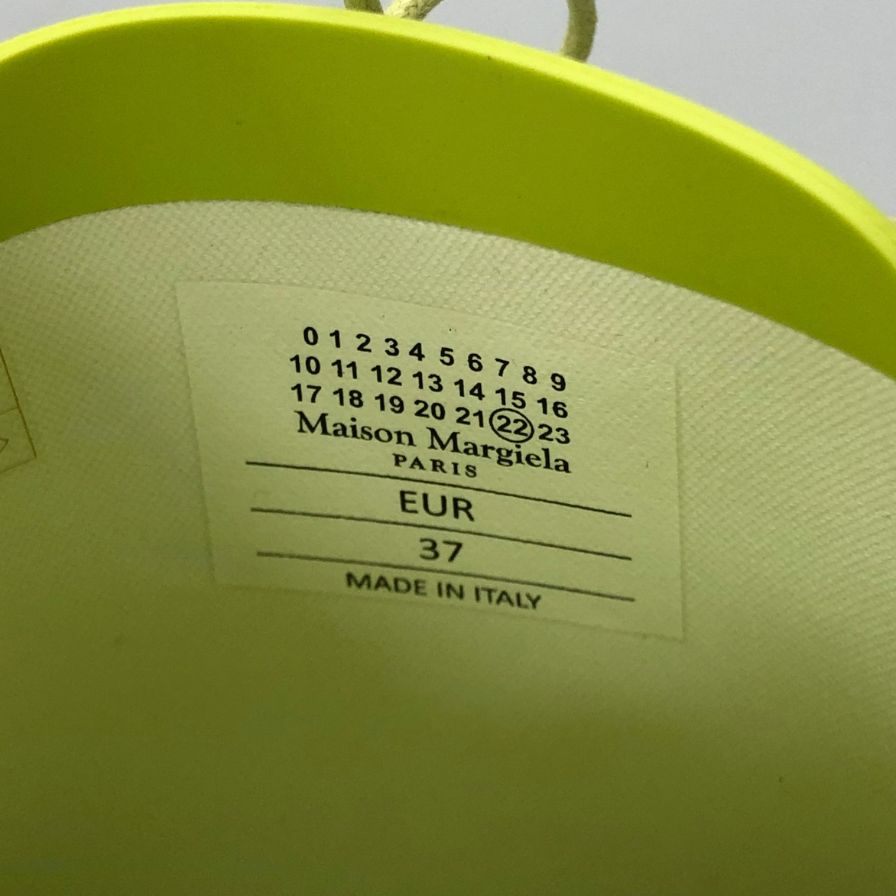 0 1 2 3 4 5 6 7 8 9
10 11 12 13 14 15 16
17 18 19 20 21 22 23
Maison Margiela
PARIS
EUR
37
MADE IN ITALY